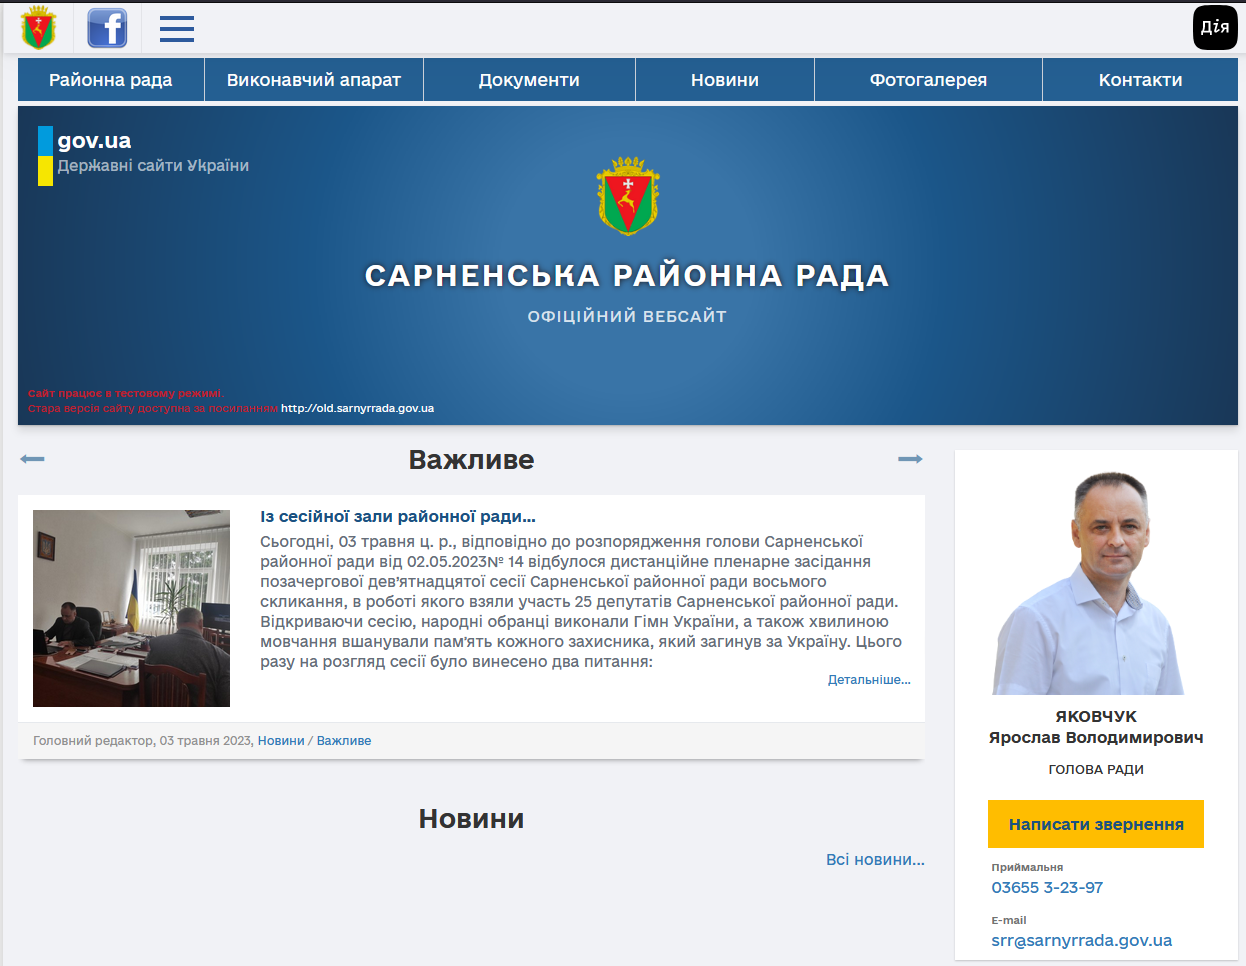 Дія
Районна рада
Виконавчий апарат
Документи
Новини
Фотогалерея
Контакти
gov.ua
Державні сайти України
САРНЕНСЬКА РАЙОННА РАДА
ОФІЦІЙНИЙ ВЕБСАЙТ
Сайт працює в тестовому режимі.
Стара версія сайту доступна за посиланням http://old.sarnyrrada.gov.ua
Важливе
Із сесійної зали районної ради...
Сьогодні, 03 травня ц. р., відповідно до розпорядження голови Сарненської
районної ради від 02.05.2023№ 14 відбулося дистанційне пленарне засідання
позачергової дев'ятнадцятої сесії Сарненської районної ради восьмого
скликання, в роботі якого взяли участь 25 депутатів Сарненської районної ради.
Відкриваючи сесію, народні обранці виконали Гімн України, а також хвилиною
мовчання вшанували пам'ять кожного захисника, який загинув за Україну. Цього
разу на розгляд сесії було винесено два питання:
Детальніше...
Головний редактор, 03 травня 2023, Новини / Важливе
Новини
Всі новини...
ЯКОВЧУК
Ярослав Володимирович
ГОЛОВА РАДИ
Написати звернення
Приймальня
03655 3-23-97
E-mail
srr@sarnyrrada.gov.ua